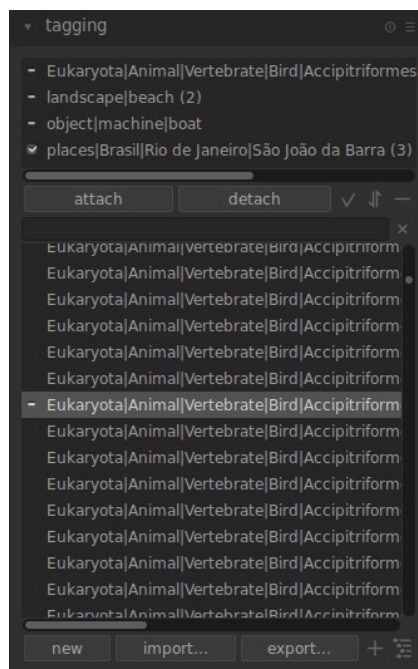 tagging
Eukaryota|Animal|Vertebrate|Bird|Accipitriformes
landscape|beach (2)
object|machine|boat
places|Brasil|Rio de Janeiro|São João da Barra (3)
attach detach
Eukaryota|Animal|Vertebrate|Bird|Accipitriform
Eukaryota|Animal|Vertebrate|Bird|Accipitriform
Eukaryota|Animal|Vertebrate|Bird|Accipitriform
Eukaryota|Animal|Vertebrate|Bird|Accipitriform
Eukaryota|Animal|Vertebrate|Bird|Accipitriform
Eukaryota|Animal|Vertebrate|Bird|Accipitriform
Eukaryota|Animal|Vertebrate|Bird|Accipitriforme
Eukaryota|Animal|Vertebrate|Bird|Accipitriform
Eukaryota|Animal|Vertebrate|Bird|Accipitriform
Eukaryota|Animal|Vertebrate|Bird|Accipitriform
Eukaryota|Animal|Vertebrate|Bird|Accipitriform
Eukaryota|Animal|Vertebrate|Bird|Accipitriform
Eukaryota|Animal|Vertebrate|Bird|Accipitriform
Eukaryota|Animal|Vertebrate|Bird|Accipitriform
Eukaryota|Animal|Vertebrate|Bird|Accipitriform
new import... export...